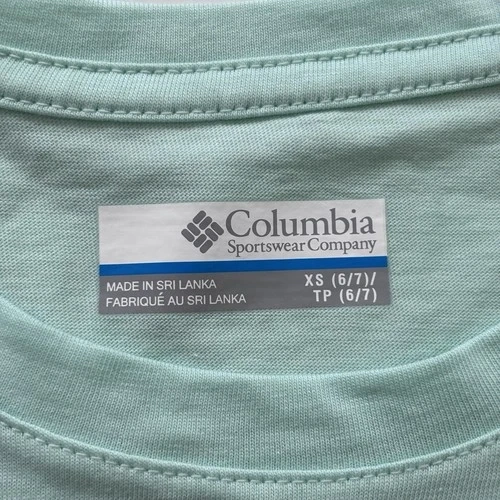 Columbia
Sportswear Company
MADE IN SRI LANKA
FABRIQUÉ AU SRI LANKA
XS (6/7)/
TP (6/7)